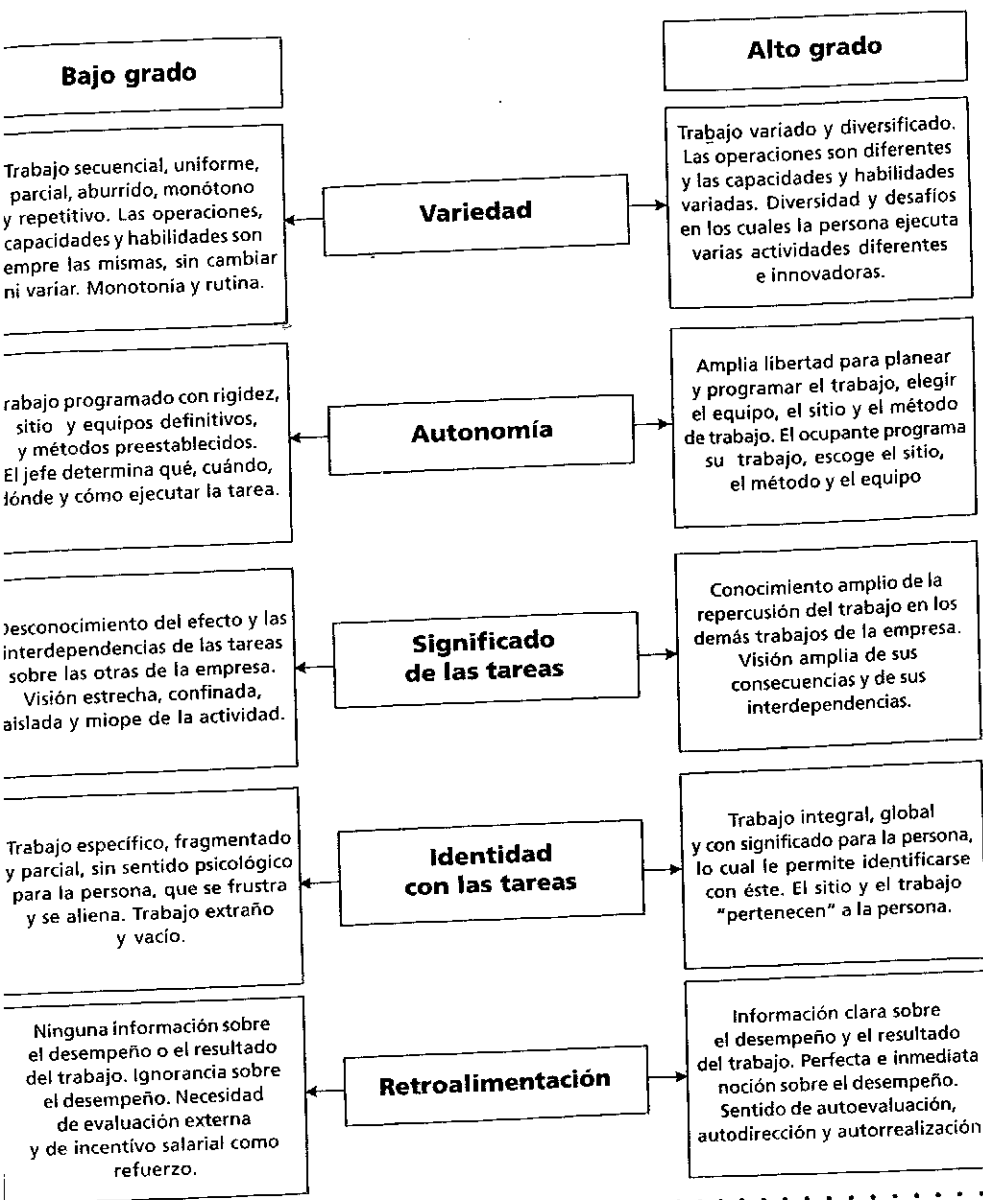 Bajo grado
Alto grado
Trabajo secuencial, uniforme,
parcial, aburrido, monótono
y repetitivo. Las operaciones,
capacidades y habilidades son
empre las mismas, sin cambiar
ni variar. Monotonía y rutina.
Variedad
Trabajo variado y diversificado.
Las operaciones son diferentes
y las capacidades y habilidades
variadas. Diversidad y desafíos
en los cuales la persona ejecuta
varias actividades diferentes
e innovadoras.
rabajo programado con rigidez,
sitio y equipos definitivos,
y métodos preestablecidos.
El jefe determina qué, cuándo,
dónde y cómo ejecutar la tarea.
Autonomía
Amplia libertad para planear
y programar el trabajo, elegir
el equipo, el sitio y el método
de trabajo. El ocupante programa
su trabajo, escoge el sitio,
el método y el equipo
Desconocimiento del efecto y las
interdependencias de las tareas
sobre las otras de la empresa.
Visión estrecha, confinada,
aislada y miope de la actividad.
Significado
de las tareas
Conocimiento amplio de la
repercusión del trabajo en los
demás trabajos de la empresa.
Visión amplia de sus
consecuencias y de sus
interdependencias.
Trabajo específico, fragmentado
y parcial, sin sentido psicológico
para la persona, que se frustra
y se aliena. Trabajo extraño
y vacío.
Identidad
con las tareas
Trabajo integral, global
y con significado para la persona,
lo cual le permite identificarse
con éste. El sitio y el trabajo
"pertenecen" a la persona.
Ninguna información sobre
el desempeño o el resultado
del trabajo. Ignorancia sobre
el desempeño. Necesidad
de evaluación externa
y de incentivo salarial como
refuerzo.
Retroalimentación
Información clara sobre
el desempeño y el resultado
del trabajo. Perfecta e inmediata
noción sobre el desempeño.
Sentido de autoevaluación,
autodirección y autorrealización